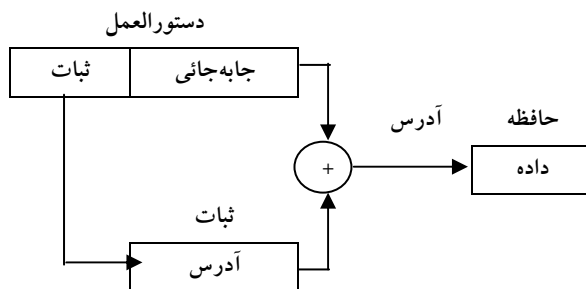 دستورالعمل
ثبات جابه‌جائی
آدرس حافظه
+ داده
ثبات
آدرس